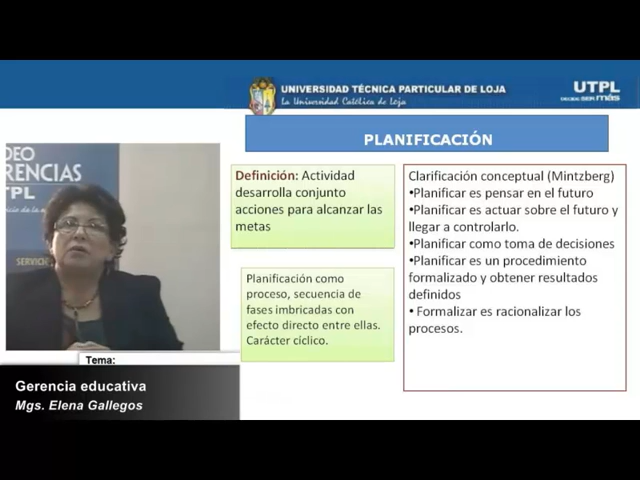 UNIVERSIDAD TÉCNICA PARTICULAR DE LOJA
La Universidad Católica de Loja
UTPL
PLANIFICACIÓN
Definición: Actividad
desarrolla conjunto
acciones para alcanzar las
metas
Planificación como
proceso, secuencia de
fases imbricadas con
efecto directo entre ellas.
Carácter cíclico.
Clarificación conceptual (Mintzberg)
•Planificar es pensar en el futuro
•Planificar es actuar sobre el futuro y
llegar a controlarlo.
•Planificar como toma de decisiones
•Planificar es un procedimiento
formalizado y obtener resultados
definidos
• Formalizar es racionalizar los
procesos.
DEO
RENCIAS
TPL
SERVICI
Tema:
Gerencia educativa
Mgs. Elena Gallegos